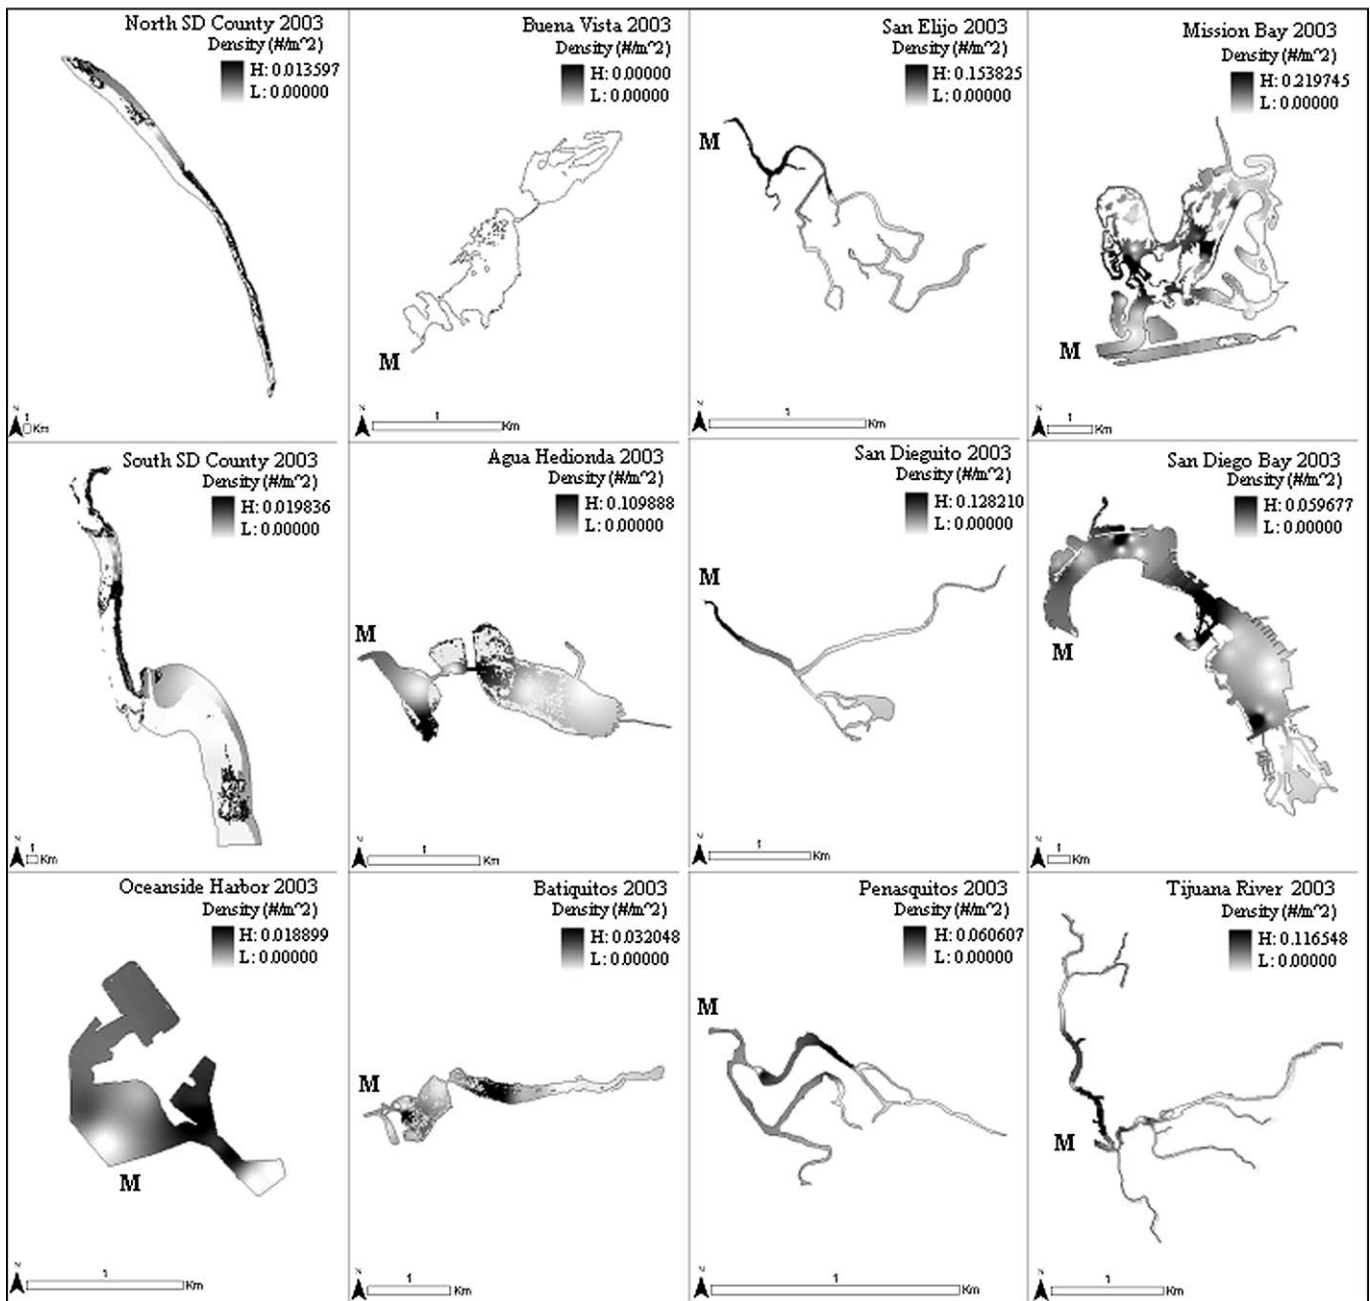 North SD County 2003
Density (#/m^2)
H: 0.013597
L: 0.00000
N
1
Km
Buena Vista 2003
Density (#/m^2)
H: 0.00000
L: 0.00000
M
N
1
Km
San Elijo 2003
Density (#/m^2)
H: 0.153825
L: 0.00000
M
N
1
Km
Mission Bay 2003
Density (#/m^2)
H: 0.219745
L: 0.00000
M
N
1
Km
South SD County 2003
Density (#/m^2)
H: 0.019836
L: 0.00000
N
1
Km
Agua Hedionda 2003
Density (#/m^2)
H: 0.109888
L: 0.00000
M
N
1
Km
San Dieguito 2003
Density (#/m^2)
H: 0.128210
L: 0.00000
M
N
1
Km
San Diego Bay 2003
Density (#/m^2)
H: 0.059677
L: 0.00000
M
N
1
Km
Oceanside Harbor 2003
Density (#/m^2)
H: 0.018899
L: 0.00000
M
N
1
Km
Batiquitos 2003
Density (#/m^2)
H: 0.032048
L: 0.00000
M
N
1
Km
Penasquitos 2003
Density (#/m^2)
H: 0.060607
L: 0.00000
M
N
1
Km
Tijuana River 2003
Density (#/m^2)
H: 0.116548
L: 0.00000
M
N
1
Km